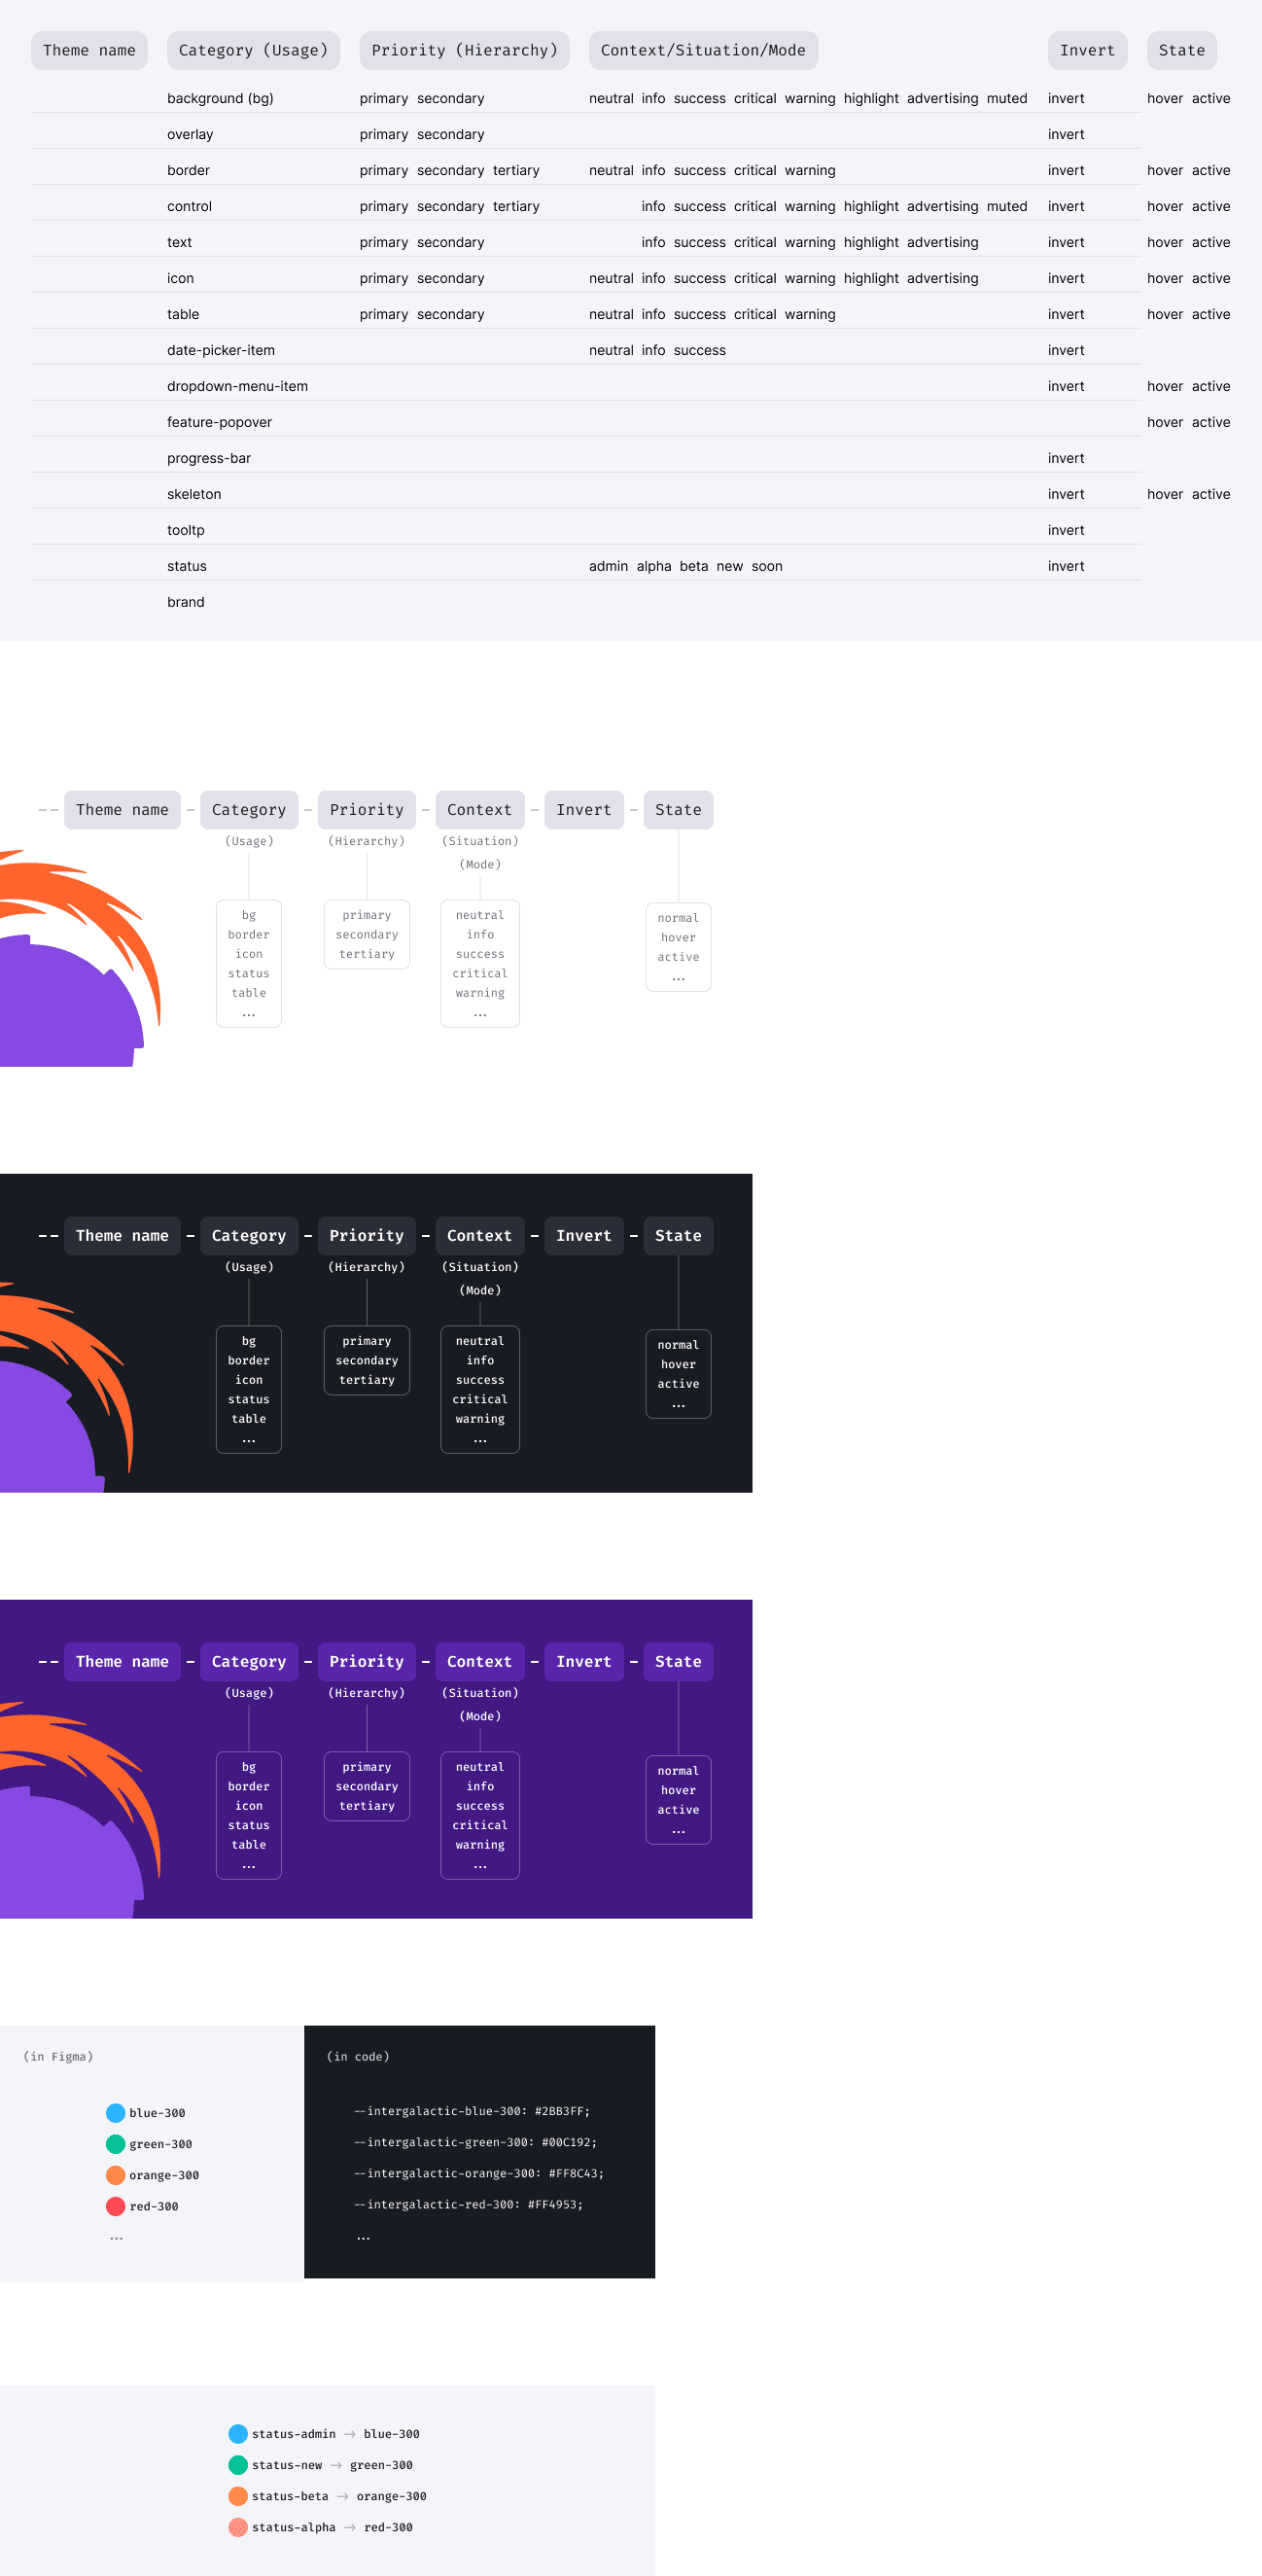 Theme name Category (Usage) Priority (Hierarchy) Context/Situation/Mode Invert State
background (bg) primary secondary neutral info success critical warning highlight advertising muted invert hover active
overlay primary secondary invert
border primary secondary tertiary neutral info success critical warning invert hover active
control primary secondary tertiary info success critical warning highlight advertising muted invert hover active
text primary secondary info success critical warning highlight advertising invert hover active
icon primary secondary neutral info success critical warning highlight advertising invert hover active
table primary secondary neutral info success critical warning invert hover active
date-picker-item neutral info success invert
dropdown-menu-item invert hover active
feature-popover hover active
progress-bar invert
skeleton invert hover active
tooltp invert
status admin alpha beta new soon invert
brand
-- Theme name - Category - Priority - Context - Invert - State
(Usage) (Hierarchy) (Situation)
(Mode)
bg primary neutral normal
border secondary info hover
icon tertiary success active
status critical ...
table warning
... ...
-- Theme name - Category - Priority - Context - Invert - State
(Usage) (Hierarchy) (Situation)
(Mode)
bg primary neutral normal
border secondary info hover
icon tertiary success active
status critical ...
table warning
... ...
-- Theme name - Category - Priority - Context - Invert - State
(Usage) (Hierarchy) (Situation)
(Mode)
bg primary neutral normal
border secondary info hover
icon tertiary success active
status critical ...
table warning
... ...
(in Figma) (in code)
blue-300 --intergalactic-blue-300: #2BB3FF;
green-300 --intergalactic-green-300: #00C192;
orange-300 --intergalactic-orange-300: #FF8C43;
red-300 --intergalactic-red-300: #FF4953;
... ...
status-admin → blue-300
status-new → green-300
status-beta → orange-300
status-alpha → red-300